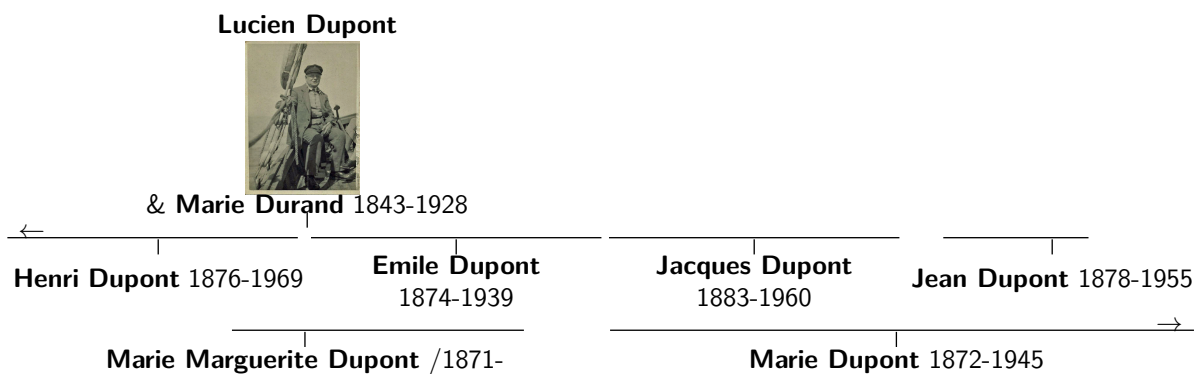 Lucien Dupont
& Marie Durand 1843-1928
←
Henri Dupont 1876-1969
Emile Dupont
1874-1939
Jacques Dupont
1883-1960
Jean Dupont 1878-1955
→
Marie Marguerite Dupont /1871-
Marie Dupont 1872-1945